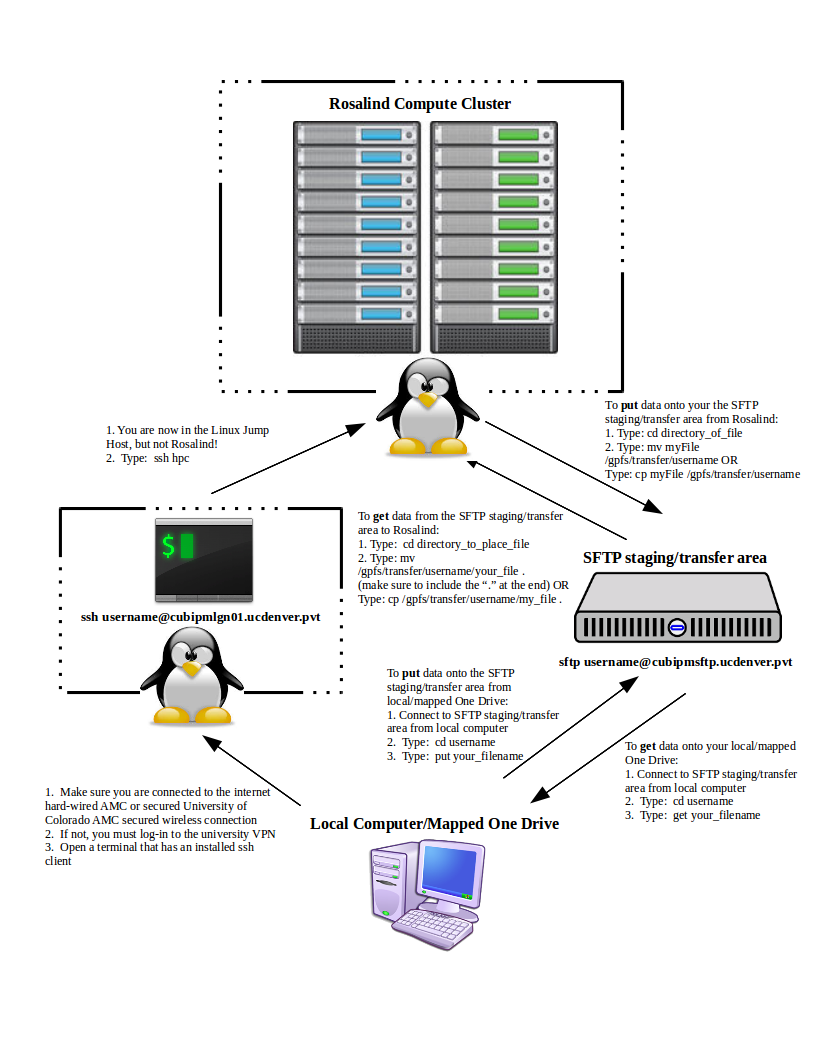 Rosalind Compute Cluster
To put data onto your the SFTP
staging/transfer area from Rosalind:
1. Type: cd directory_of_file
2. Type: mv myFile
/gpfs/transfer/username OR
Type: cp myFile /gpfs/transfer/username
1. You are now in the Linux Jump
Host, but not Rosalind!
2.  Type:  ssh hpc
To get data from the SFTP staging/transfer
area to Rosalind:
1. Type:  cd directory_to_place_file
2. Type: mv
/gpfs/transfer/username/your_file .
(make sure to include the “.” at the end) OR
Type: cp /gpfs/transfer/username/my_file .
$
ssh username@cubipmlgn01.ucdenver.pvt
SFTP staging/transfer area
sftp username@cubipmsftp.ucdenver.pvt
To put data onto the SFTP
staging/transfer area from
local/mapped One Drive:
1. Connect to SFTP staging/transfer
area from local computer
2.  Type:  cd username
3.  Type:  put your_filename
To get data onto your local/mapped
One Drive:
1. Connect to SFTP staging/transfer
area from local computer
2.  Type:  cd username
3.  Type:  get your_filename
1.  Make sure you are connected to the internet
hard-wired AMC or secured University of
Colorado AMC secured wireless connection
2.  If not, you must log-in to the university VPN
3.  Open a terminal that has an installed ssh
client
Local Computer/Mapped One Drive